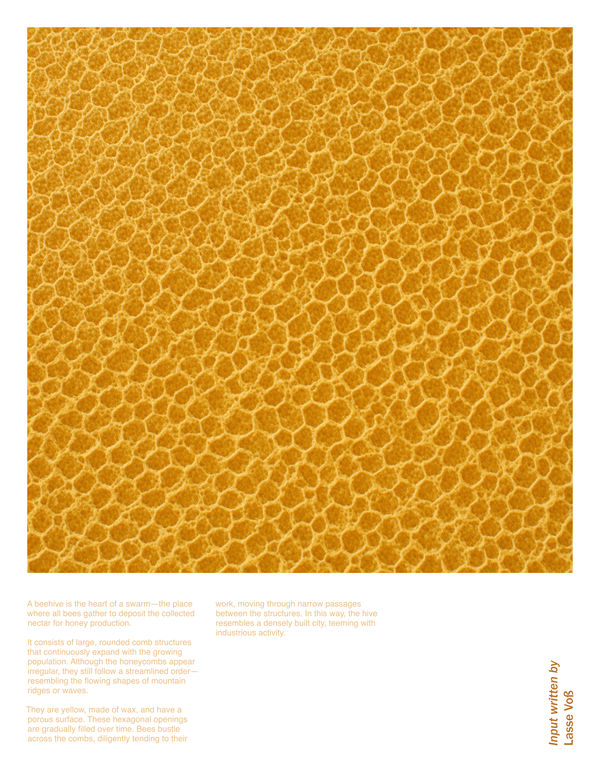 A beehive is the heart of a swarm—the place
where all bees gather to deposit the collected
nectar for honey production.
It consists of large, rounded comb structures
that continuously expand with the growing
population. Although the honeycombs appear
irregular, they still follow a streamlined order—
resembling the flowing shapes of mountain
ridges or waves.
They are yellow, made of wax, and have a
porous surface. These hexagonal openings
are gradually filled over time. Bees bustle
across the combs, diligently tending to their
work, moving through narrow passages
between the structures. In this way, the hive
resembles a densely built city, teeming with
industrious activity.
Input written by
Lasse Voß